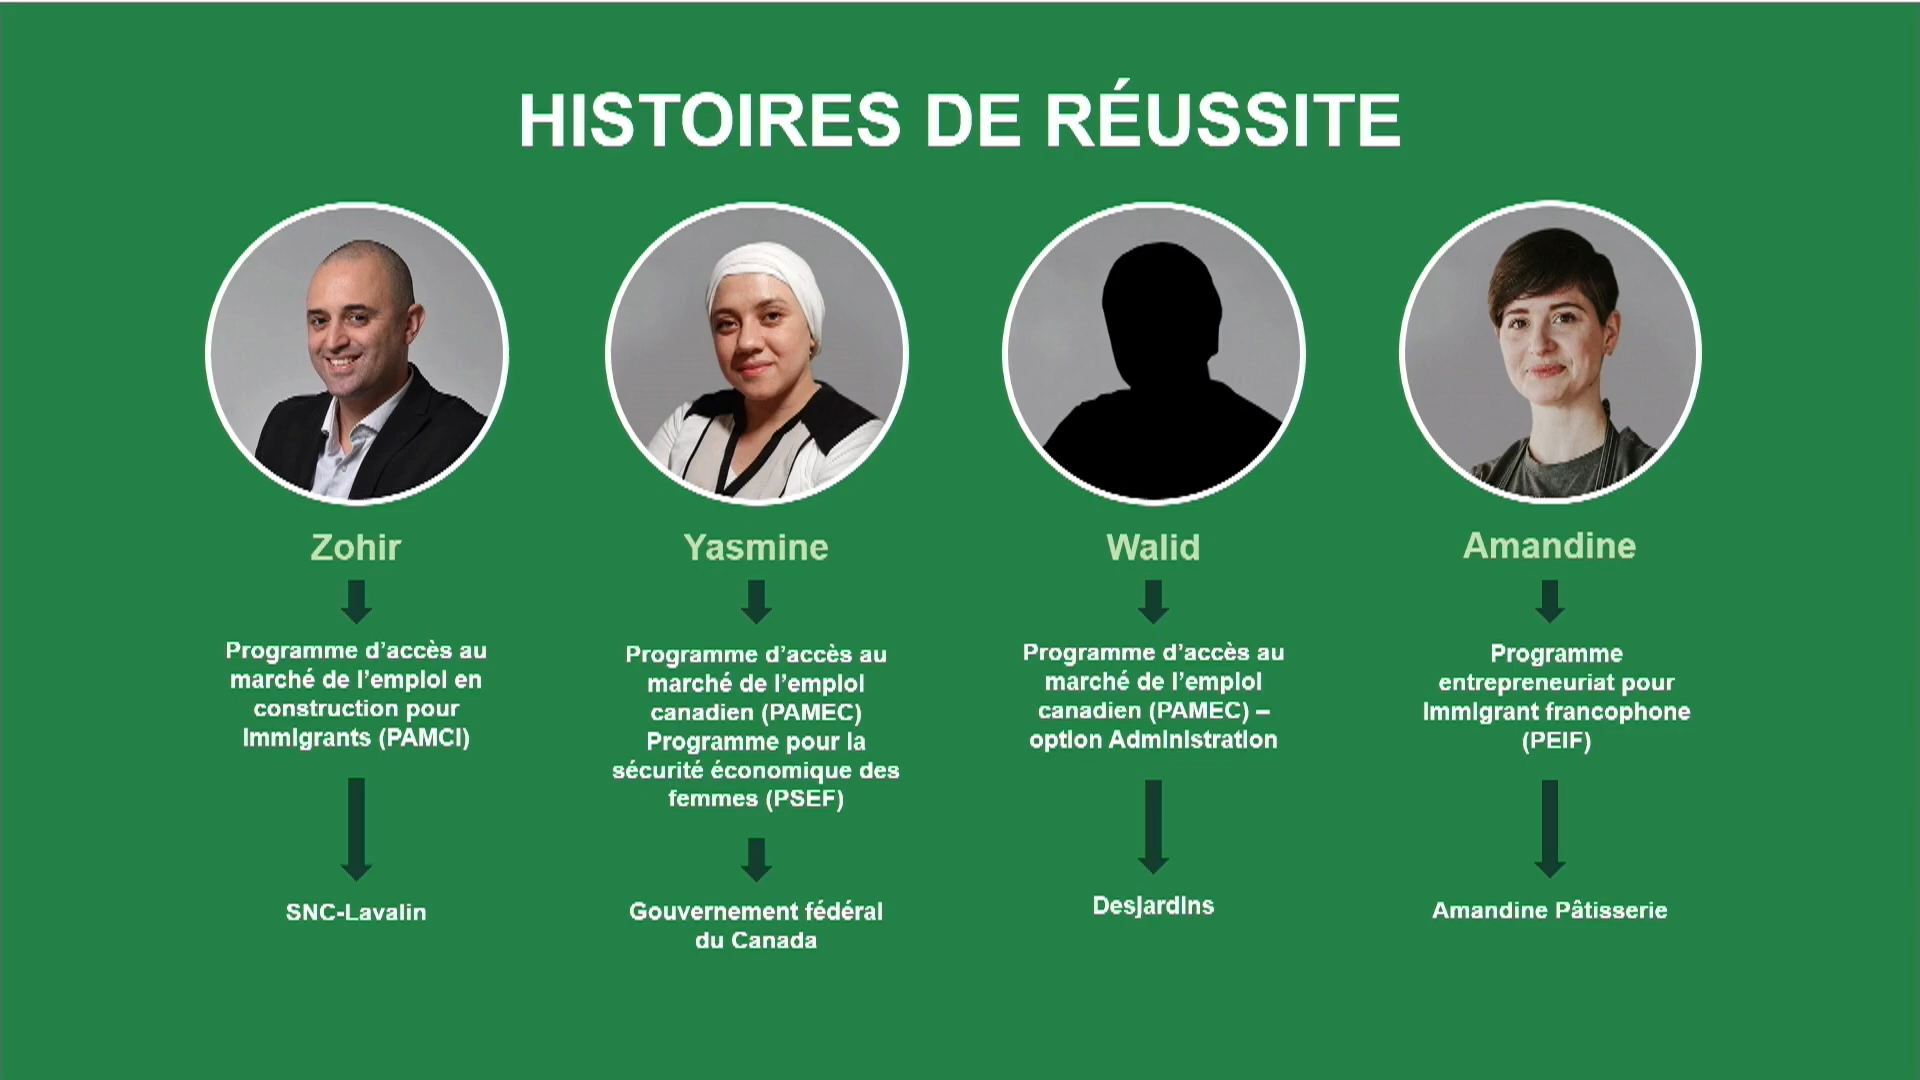 HISTOIRES DE RÉUSSITE
Zohir
Programme d'accès au
marché de l'emploi en
construction pour
immigrants (PAMCI)
SNC-Lavalin
Yasmine
Programme d'accès au
marché de l'emploi
canadien (PAMEC)
Programme pour la
sécurité économique des
femmes (PSEF)
Gouvernement fédéral
du Canada
Walid
Programme d'accès au
marché de l'emploi
canadien (PAMEC) –
option Administration
Desjardins
Amandine
Programme
entrepreneuriat pour
immigrant francophone
(PEIF)
Amandine Pâtisserie